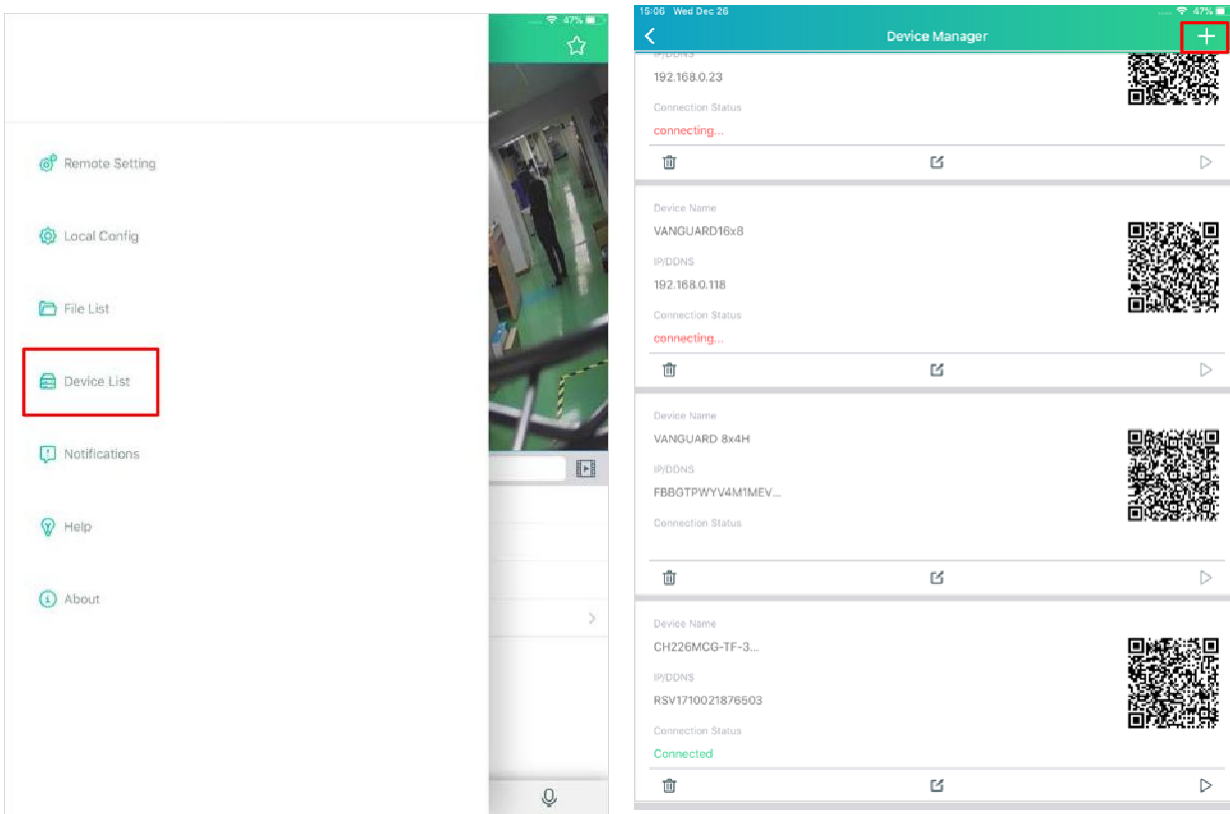 47%
Remote Setting
Local Config
File List
Device List
Notifications
Help
About
15:06 Wed Dec 26
47%
Device Manager
IP/DDNS
192.168.0.23
Connection Status
connecting...
Device Name
VANGUARD16x8
IP/DDNS
192.168.0.118
Connection Status
connecting...
Device Name
VANGUARD 8x4H
IP/DDNS
FBBGTPWYV4M1MEV...
Connection Status
Device Name
CH226MCG-TF-3...
IP/DDNS
RSV1710021876503
Connection Status
Connected